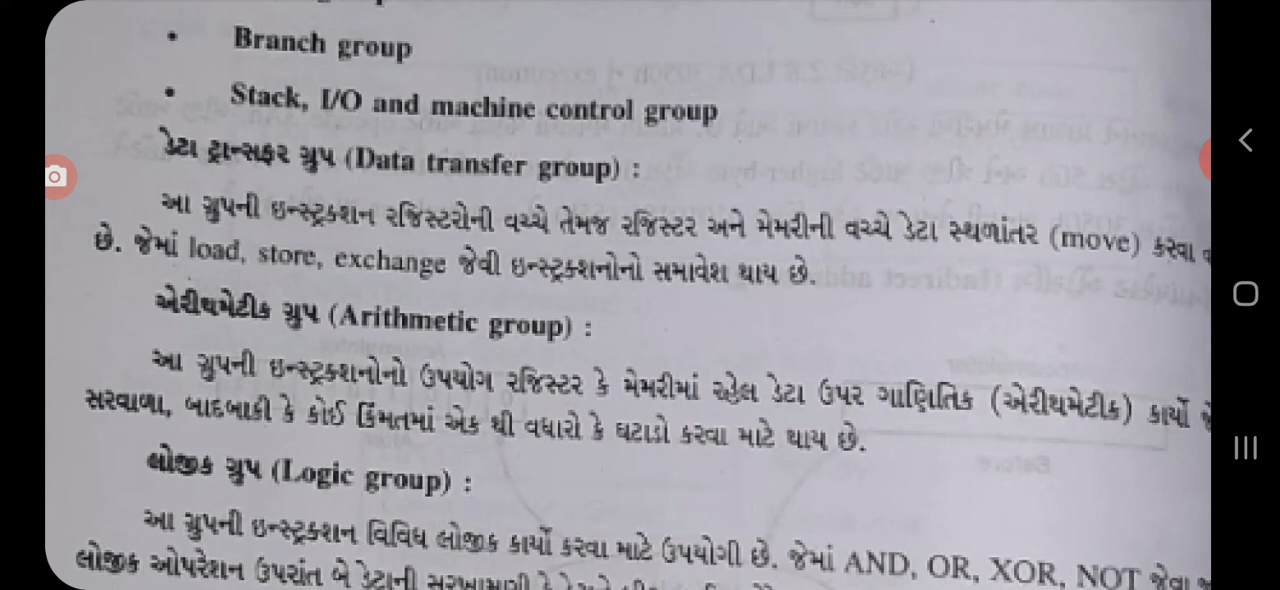 • Branch group
• Stack, I/O and machine control group
ડેટા ટ્રાન્સફર ગ્રુપ (Data transfer group) :
આ ગ્રુપની ઇન્સ્ટ્રક્શન રજિસ્ટરોની વચ્ચે તેમજ રજિસ્ટર અને મેમરીની વચ્ચે ડેટા સ્થળાંતર (move) કરવા
છે. જેમાં load, store, exchange જેવી ઇન્સ્ટ્રક્શનોનો સમાવેશ થાય છે.
એરીથમેટીક ગ્રુપ (Arithmetic group) :
આ ગ્રુપની ઇન્સ્ટ્રક્શનોનો ઉપયોગ રજિસ્ટર કે મેમરીમાં રહેલ ડેટા ઉપર ગાણિતિક (એરીથમેટીક) કાર્યો
સરવાળા, બાદબાકી કે કોઈ કિંમતમાં એક થી વધારો કે ઘટાડો કરવા માટે થાય છે.
લોજીક ગ્રુપ (Logic group) :
આ ગ્રુપની ઇન્સ્ટ્રક્શન વિવિધ લોજીક કાર્યો કરવા માટે ઉપયોગી છે. જેમાં AND, OR, XOR, NOT જેવા
લોજીક ઓપરેશન ઉપરાંત બે ડેટાની